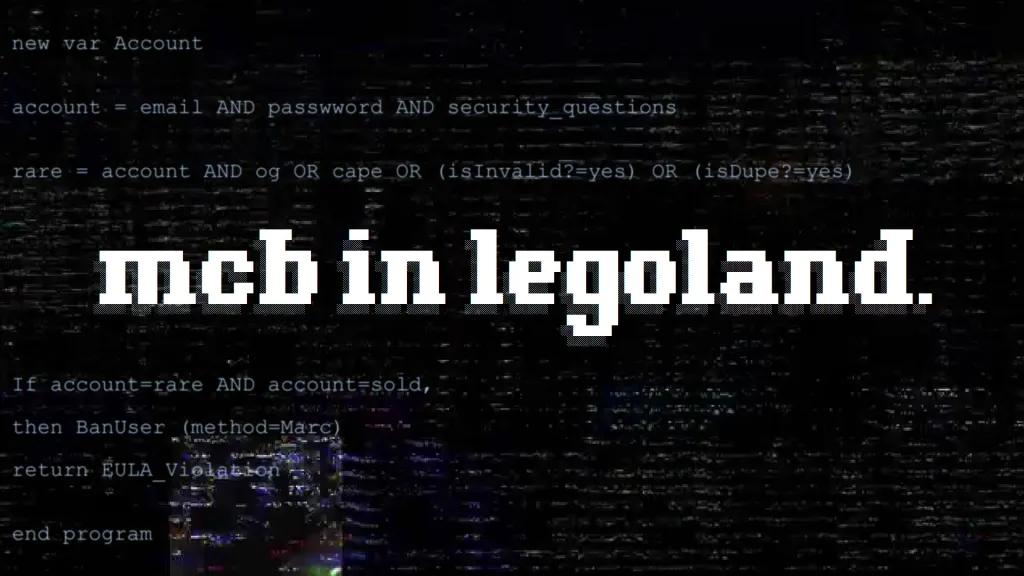 new var Account
account = email AND passwword AND security_questions
rare = account AND og OR cape OR (isInvalid?=yes) OR (isDupe?=yes)
mcb in legoland.
If account=rare AND account=sold,
then BanUser (method=Marc)
return EULA_Violation
end program